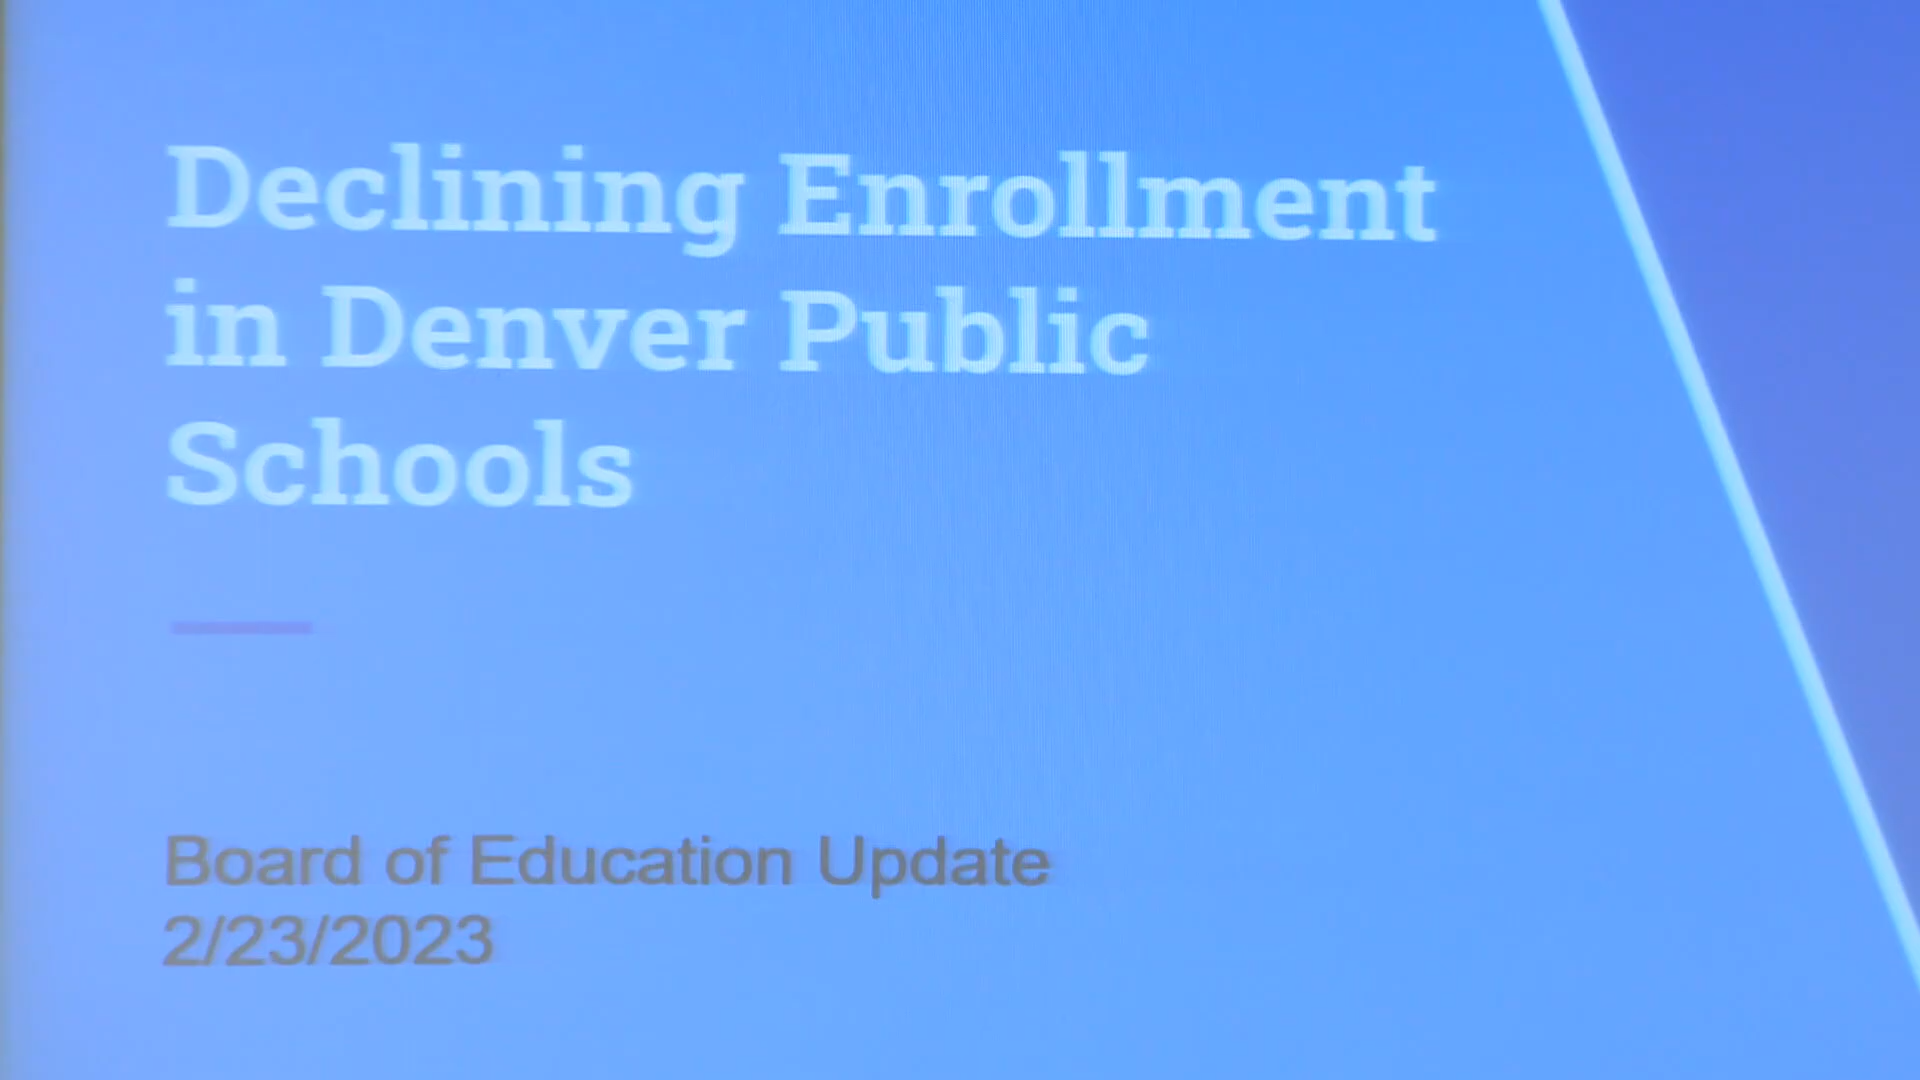 Declining Enrollment
in Denver Public
Schools
Board of Education Update
2/23/2023